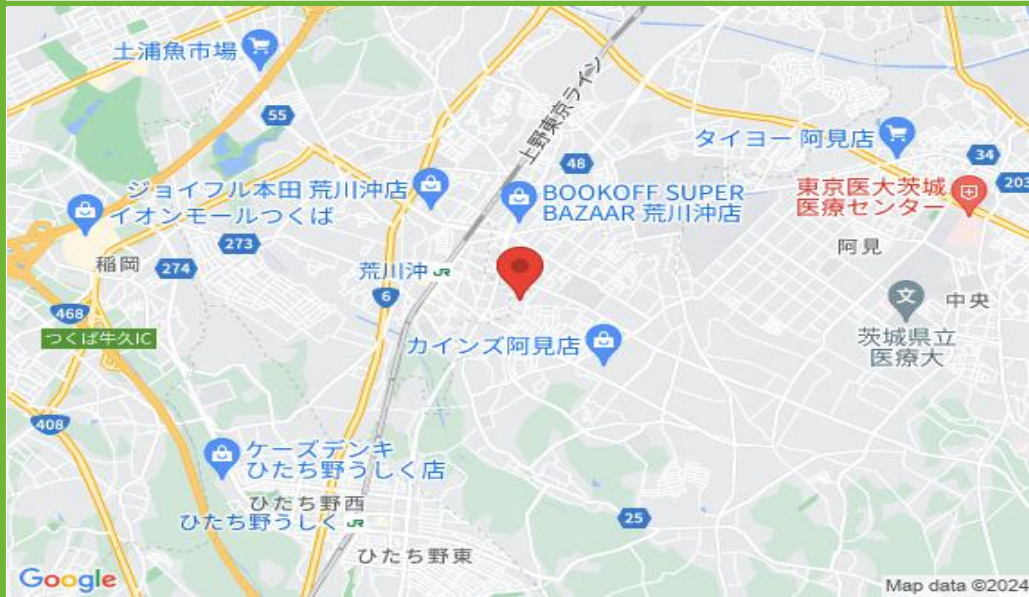 土浦魚市場
55
上野東京ライン
48
タイヨー 阿見店
34
203
ジョイフル本田 荒川沖店
イオンモールつくば
BOOKOFF SUPER
BAZAAR 荒川沖店
東京医大茨城
医療センター
273
阿見
稲岡
274
荒川沖 JR
6
中央
468
つくば牛久IC
カインズ阿見店
茨城県立
医療大
408
ケーズデンキ
ひたち野うしく店
ひたち野西
ひたち野うしく JR
25
ひたち野東
Google
Map data ©2024